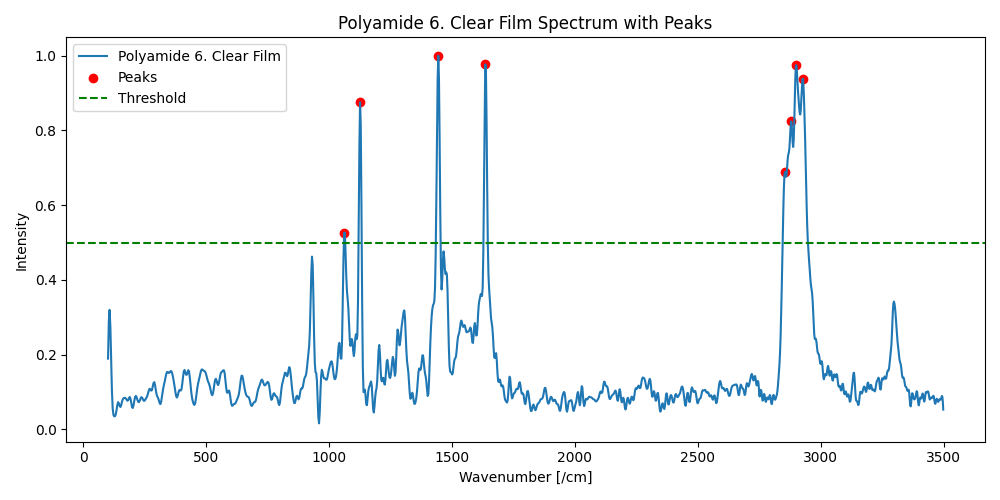 Polyamide 6. Clear Film Spectrum with Peaks
Polyamide 6. Clear Film
Peaks
Threshold
1.0
0.8
0.6
0.4
0.2
0.0
Intensity
0 500 1000 1500 2000 2500 3000 3500
Wavenumber [/cm]